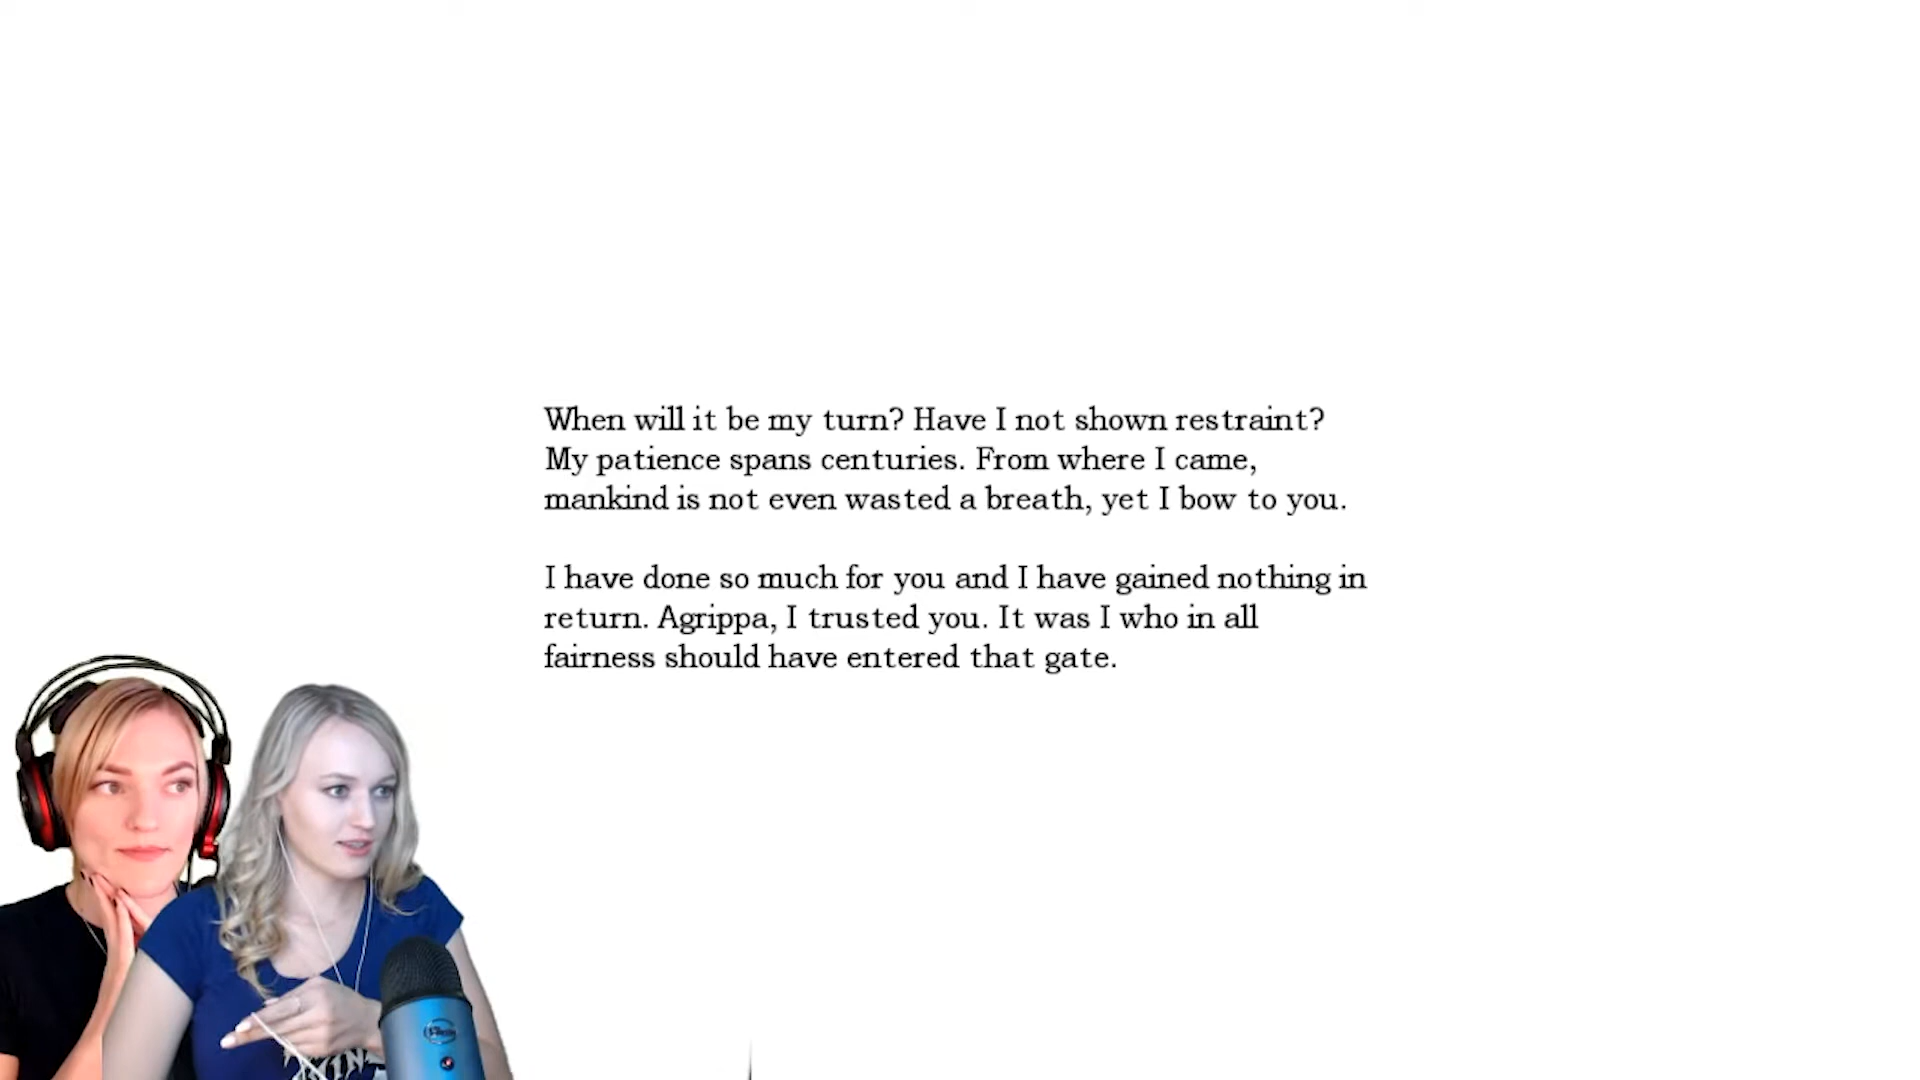 When will it be my turn? Have I not shown restraint?
My patience spans centuries. From where I came,
mankind is not even wasted a breath, yet I bow to you.
I have done so much for you and I have gained nothing in
return. Agrippa, I trusted you. It was I who in all
fairness should have entered that gate.